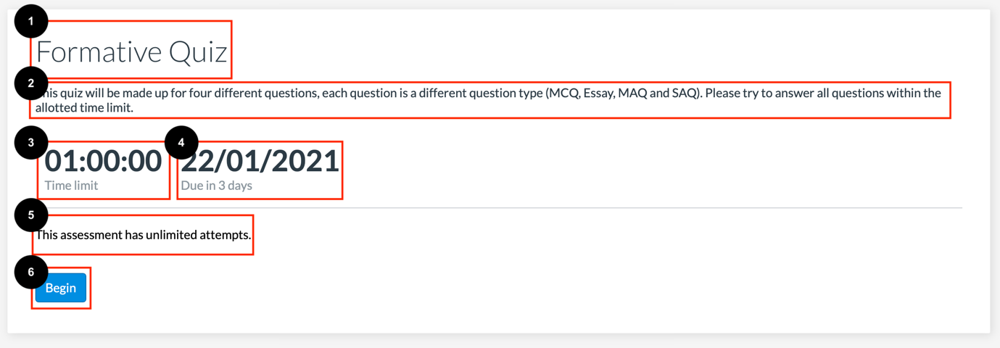 1
Formative Quiz
2
This quiz will be made up for four different questions, each question is a different question type (MCQ, Essay, MAQ and SAQ). Please try to answer all questions within the
allotted time limit.
3
4
01:00:00 22/01/2021
Time limit Due in 3 days
5
This assessment has unlimited attempts.
6
Begin